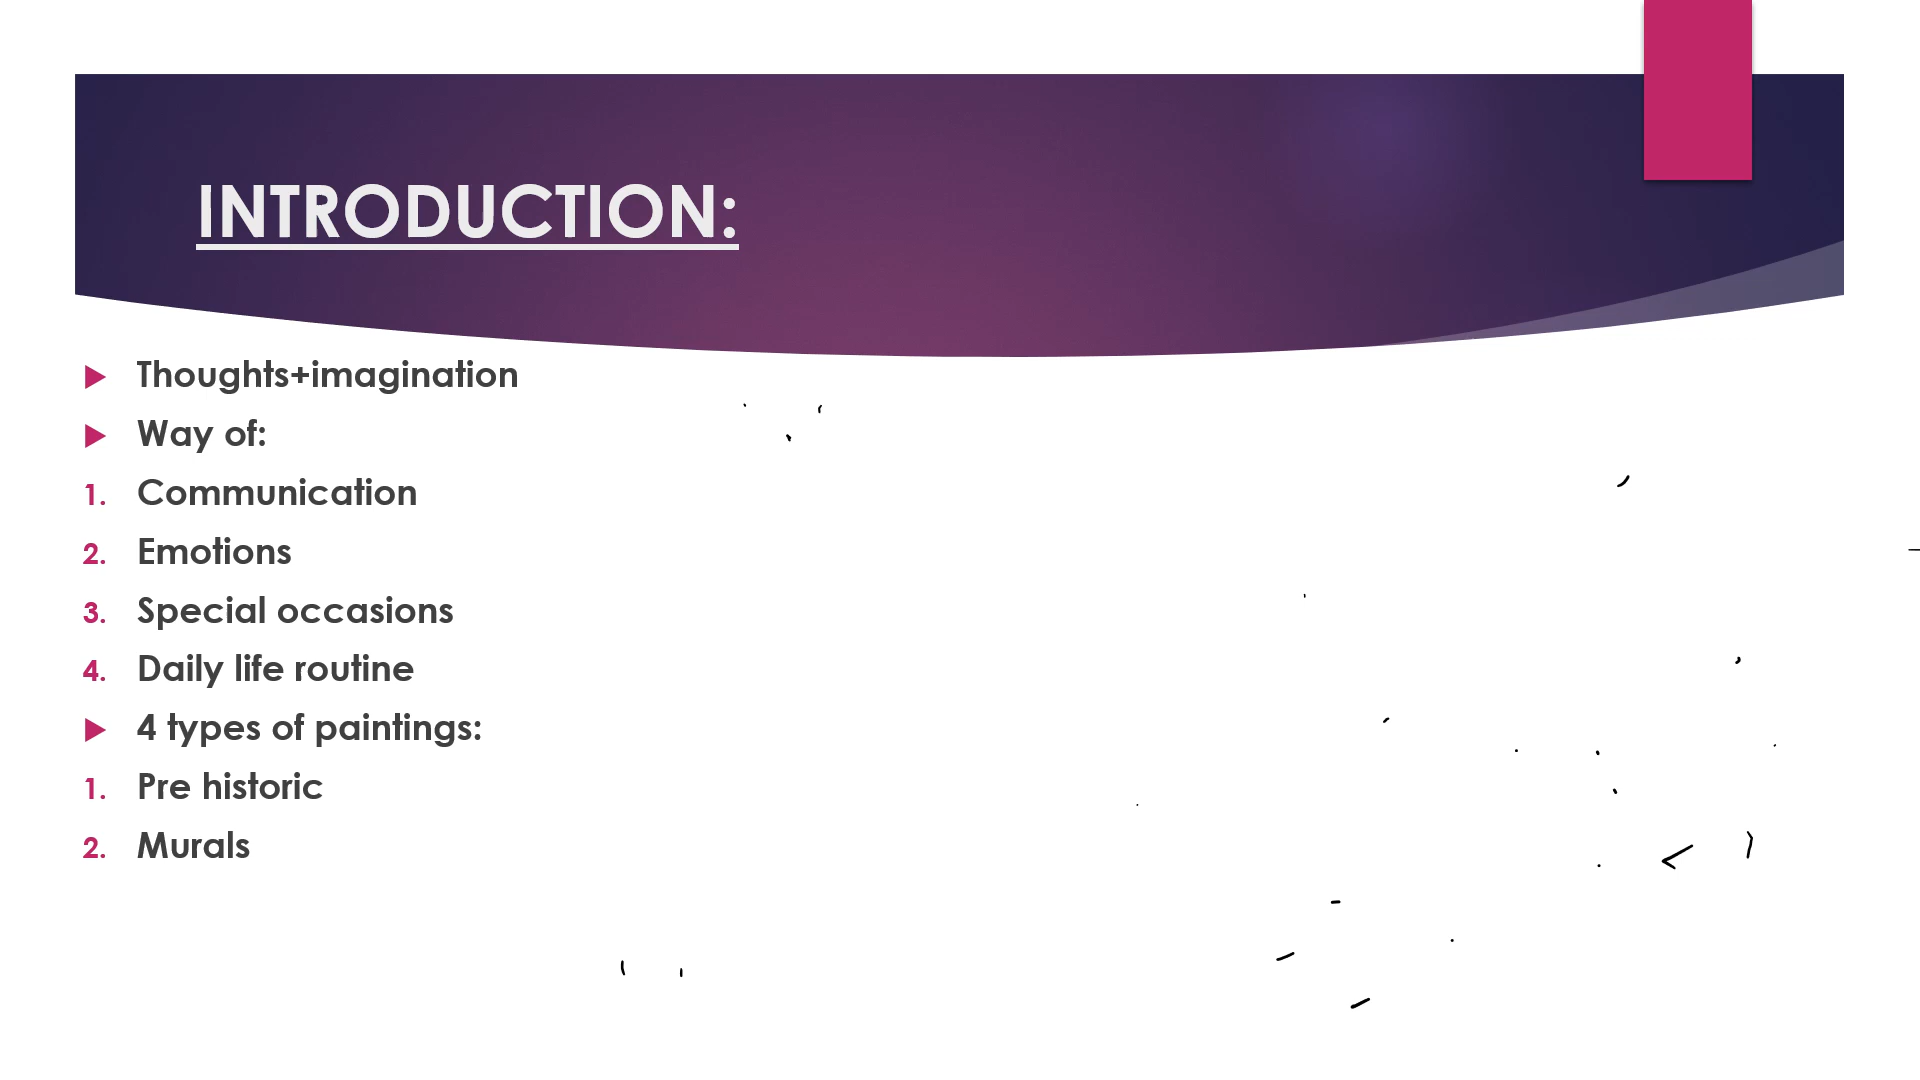 INTRODUCTION:
Thoughts+imagination
Way of:
1. Communication
2. Emotions
3. Special occasions
4. Daily life routine
4 types of paintings:
1. Pre historic
2. Murals